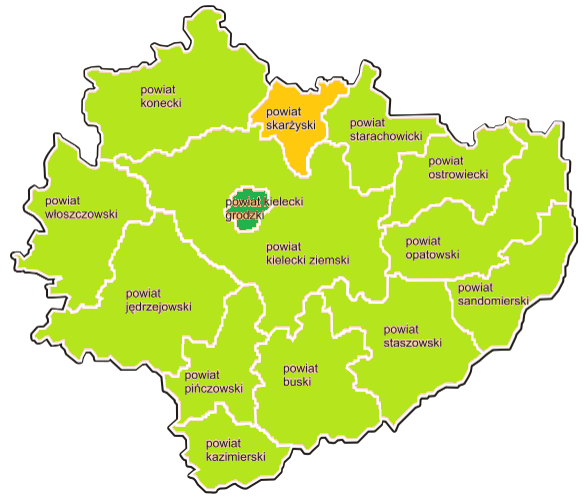 powiat
konecki
powiat
skarżyski
powiat
starachowicki
powiat
ostrowiecki
powiat
włoszczowski
powiat kielecki
grodzki
powiat
kielecki ziemski
powiat
opatowski
powiat
sandomierski
powiat
jędrzejowski
powiat
staszowski
powiat
pińczowski
powiat
buski
powiat
kazimierski